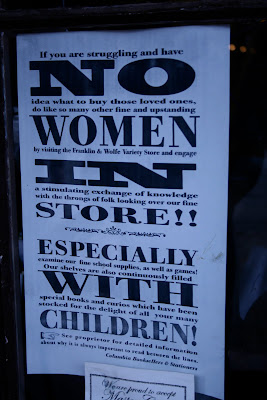 If you are struggling and have
NO
idea what to buy those loved ones,
do like so many other fine and upstanding
WOMEN
by visiting the Franklin & Wolfe Variety Store and engage
IN
a stimulating exchange of knowledge
with the throngs of folk looking over our fine
STORE!!
ESPECIALLY
examine our fine school supplies, as well as games!
Our shelves are also continuously filled
WITH
special books and curios which have been
stocked for the delight of all your many
CHILDREN!
See proprietor for detailed information
about why it is always important to read between the lines.
Columbia Booksellers & Stationers
We're proud to accept